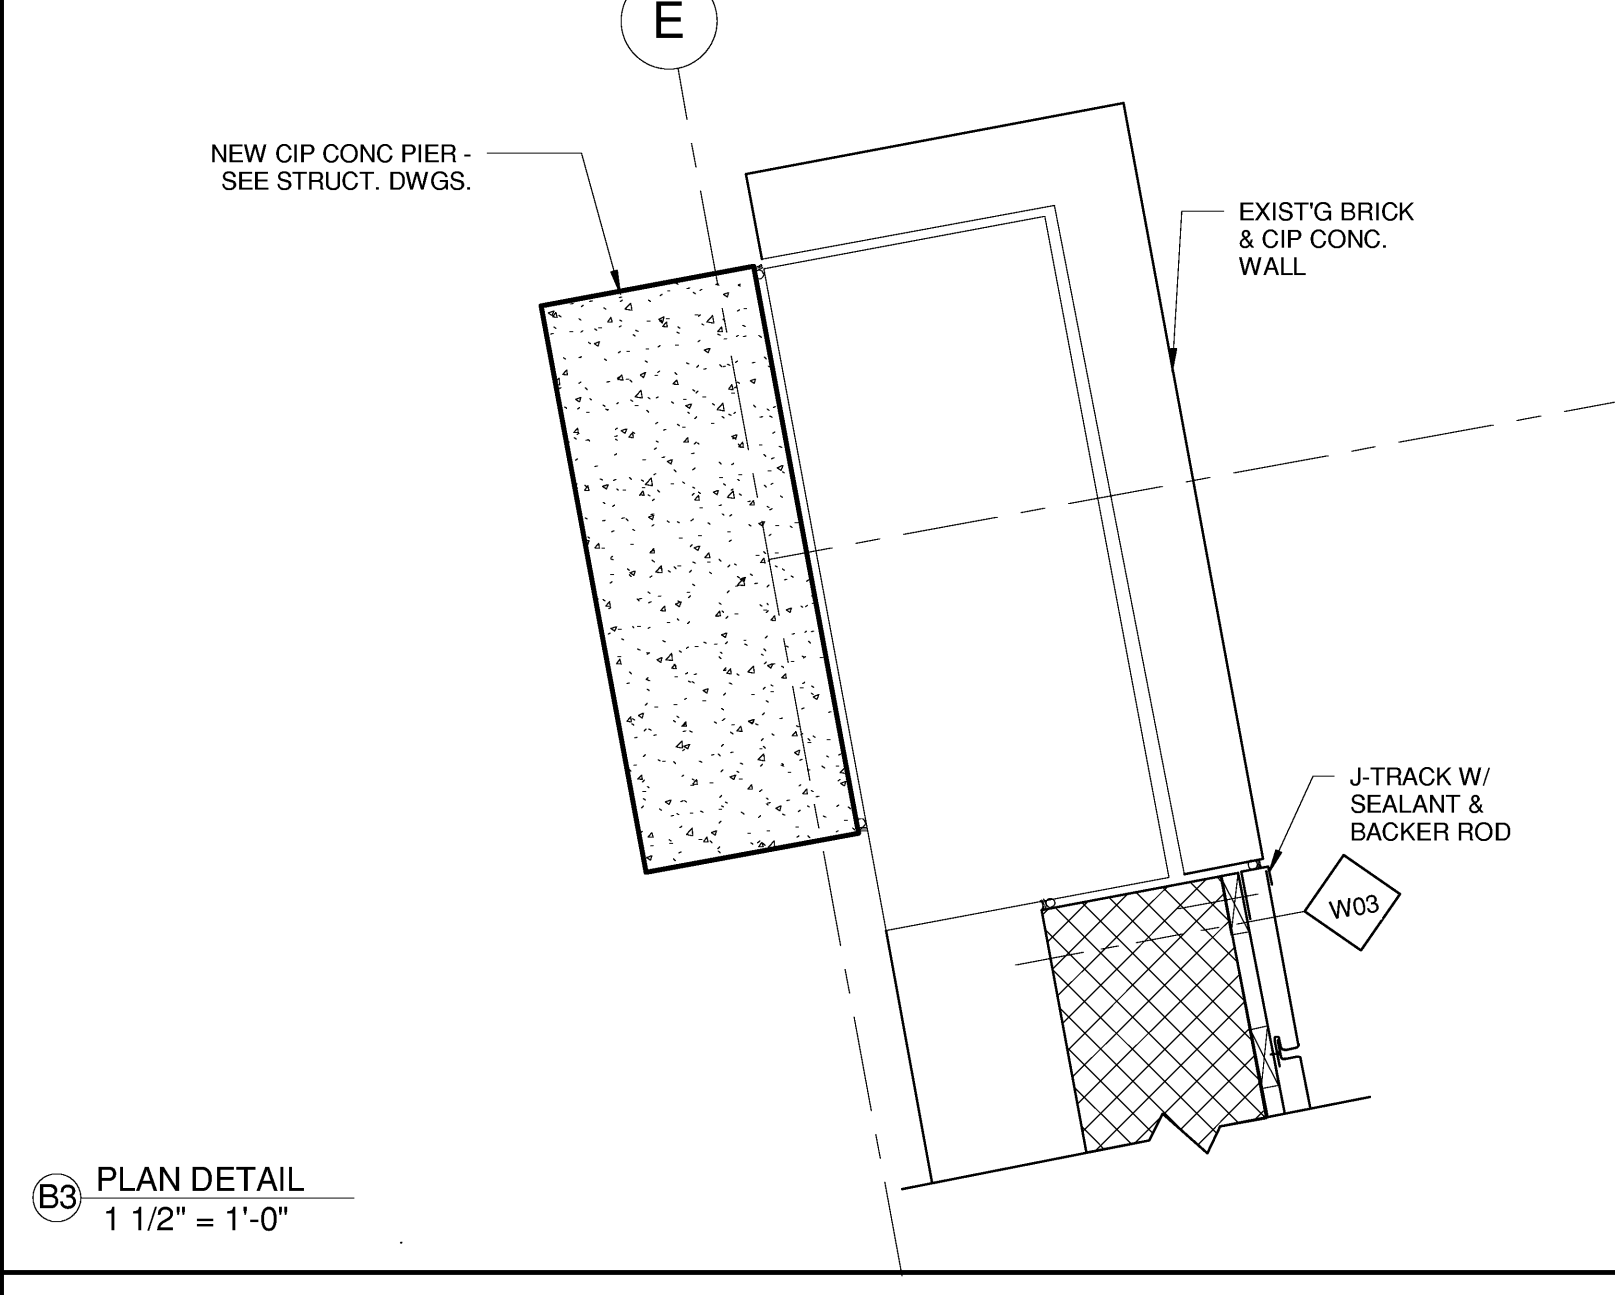 E
NEW CIP CONC PIER -
SEE STRUCT. DWGS.
EXIST'G BRICK
& CIP CONC.
WALL
J-TRACK W/
SEALANT &
BACKER ROD
W03
B3
PLAN DETAIL
1 1/2" = 1'-0"